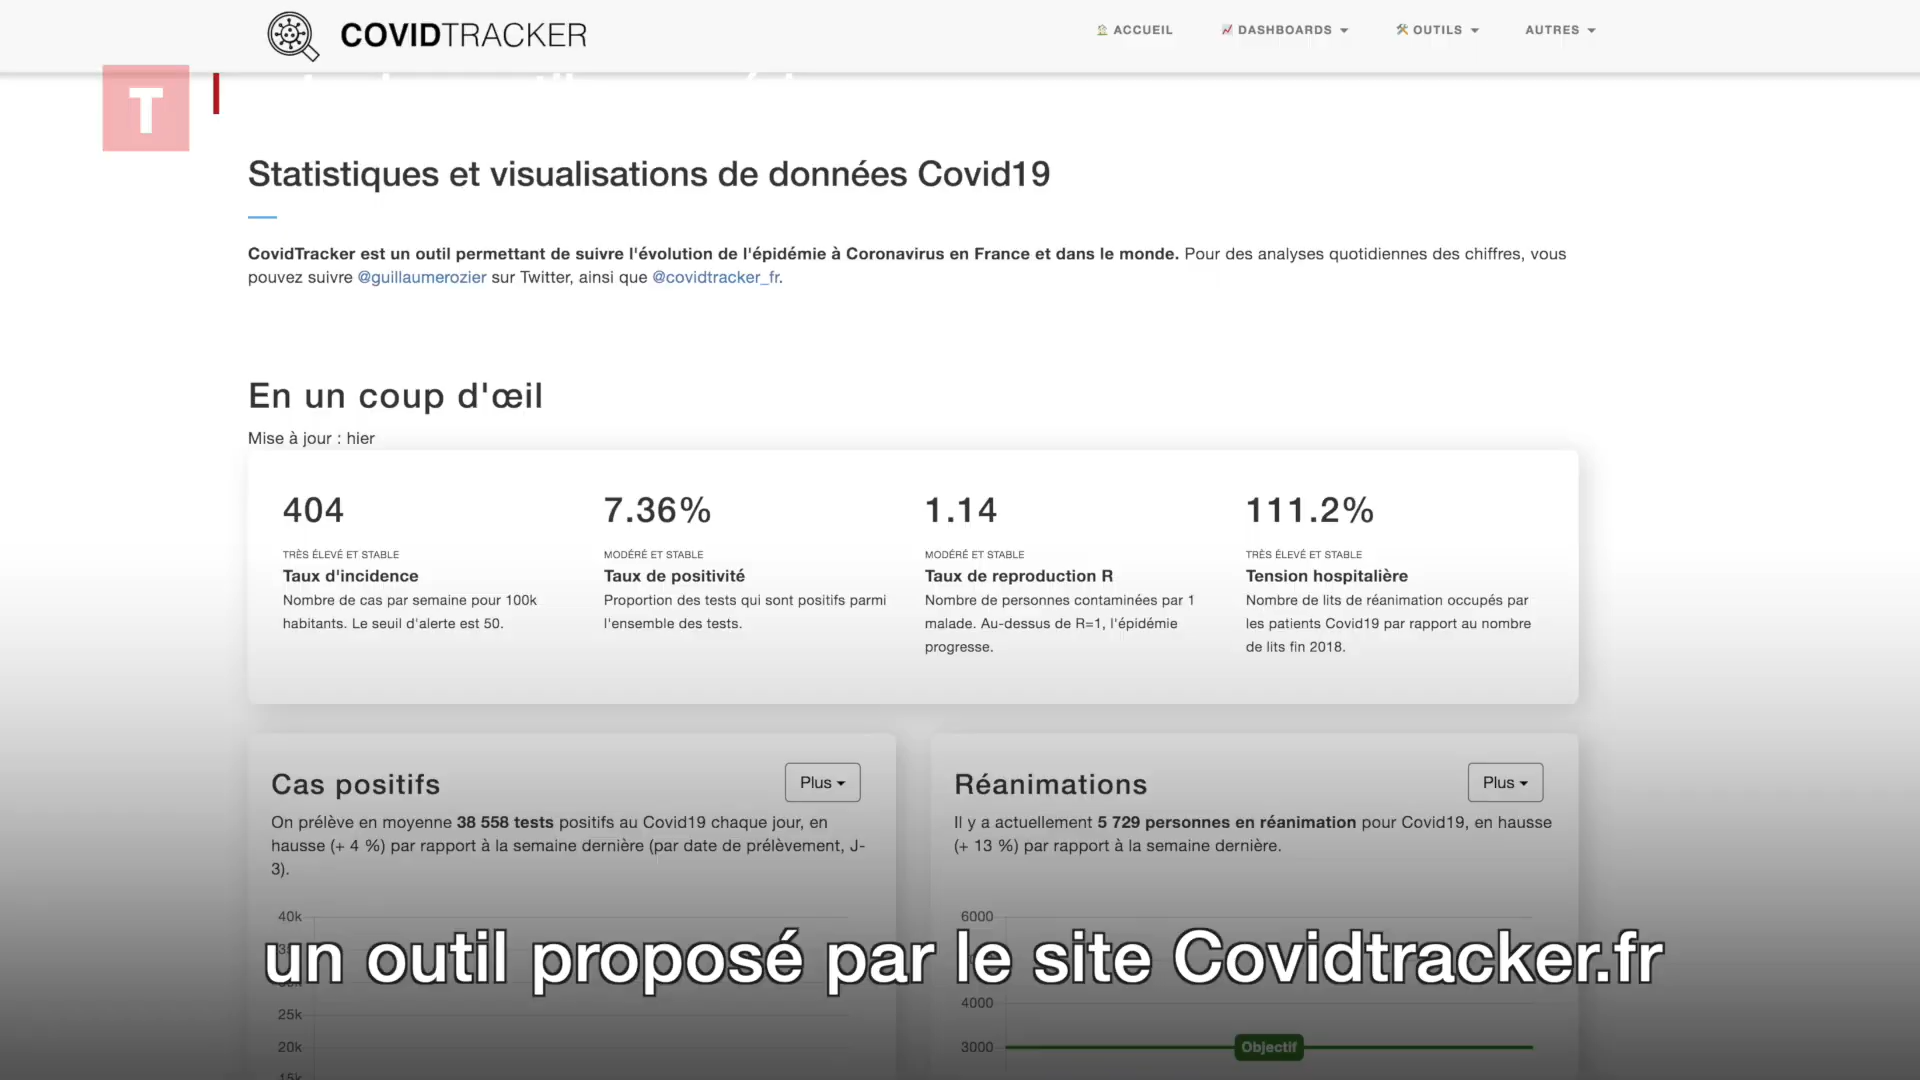 COVIDTRACKER
ACCUEIL
DASHBOARDS
OUTILS
AUTRES
T
Statistiques et visualisations de données Covid19
CovidTracker est un outil permettant de suivre l'évolution de l'épidémie à Coronavirus en France et dans le monde. Pour des analyses quotidiennes des chiffres, vous
pouvez suivre @guillaumerozier sur Twitter, ainsi que @covidtracker_fr.
En un coup d'œil
Mise à jour : hier
404
TRÈS ÉLEVÉ ET STABLE
Taux d'incidence
Nombre de cas par semaine pour 100k
habitants. Le seuil d'alerte est 50.
7.36%
MODÉRÉ ET STABLE
Taux de positivité
Proportion des tests qui sont positifs parmi
l'ensemble des tests.
1.14
MODÉRÉ ET STABLE
Taux de reproduction R
Nombre de personnes contaminées par 1
malade. Au-dessus de R=1, l'épidémie
progresse.
111.2%
TRÈS ÉLEVÉ ET STABLE
Tension hospitalière
Nombre de lits de réanimation occupés par
les patients Covid19 par rapport au nombre
de lits fin 2018.
Cas positifs
Plus
On prélève en moyenne 38 558 tests positifs au Covid19 chaque jour, en
hausse (+ 4 %) par rapport à la semaine dernière (par date de prélèvement, J-
3).
40k
25k
20k
15k
Réanimations
Plus
Il y a actuellement 5 729 personnes en réanimation pour Covid19, en hausse
(+ 13 %) par rapport à la semaine dernière.
6000
4000
3000
Objectif
un outil proposé par le site Covidtracker.fr